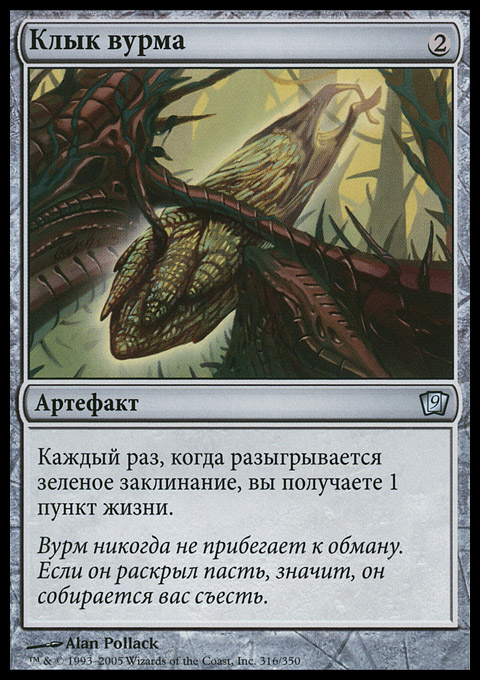 Клык вурма
2
Артефакт
9
Каждый раз, когда разыгрывается
зеленое заклинание, вы получаете 1
пункт жизни.
Вурм никогда не прибегает к обману.
Если он раскрыл пасть, значит, он
собирается вас съесть.
Alan Pollack
™ & © 1993–2005 Wizards of the Coast, Inc. 316/350